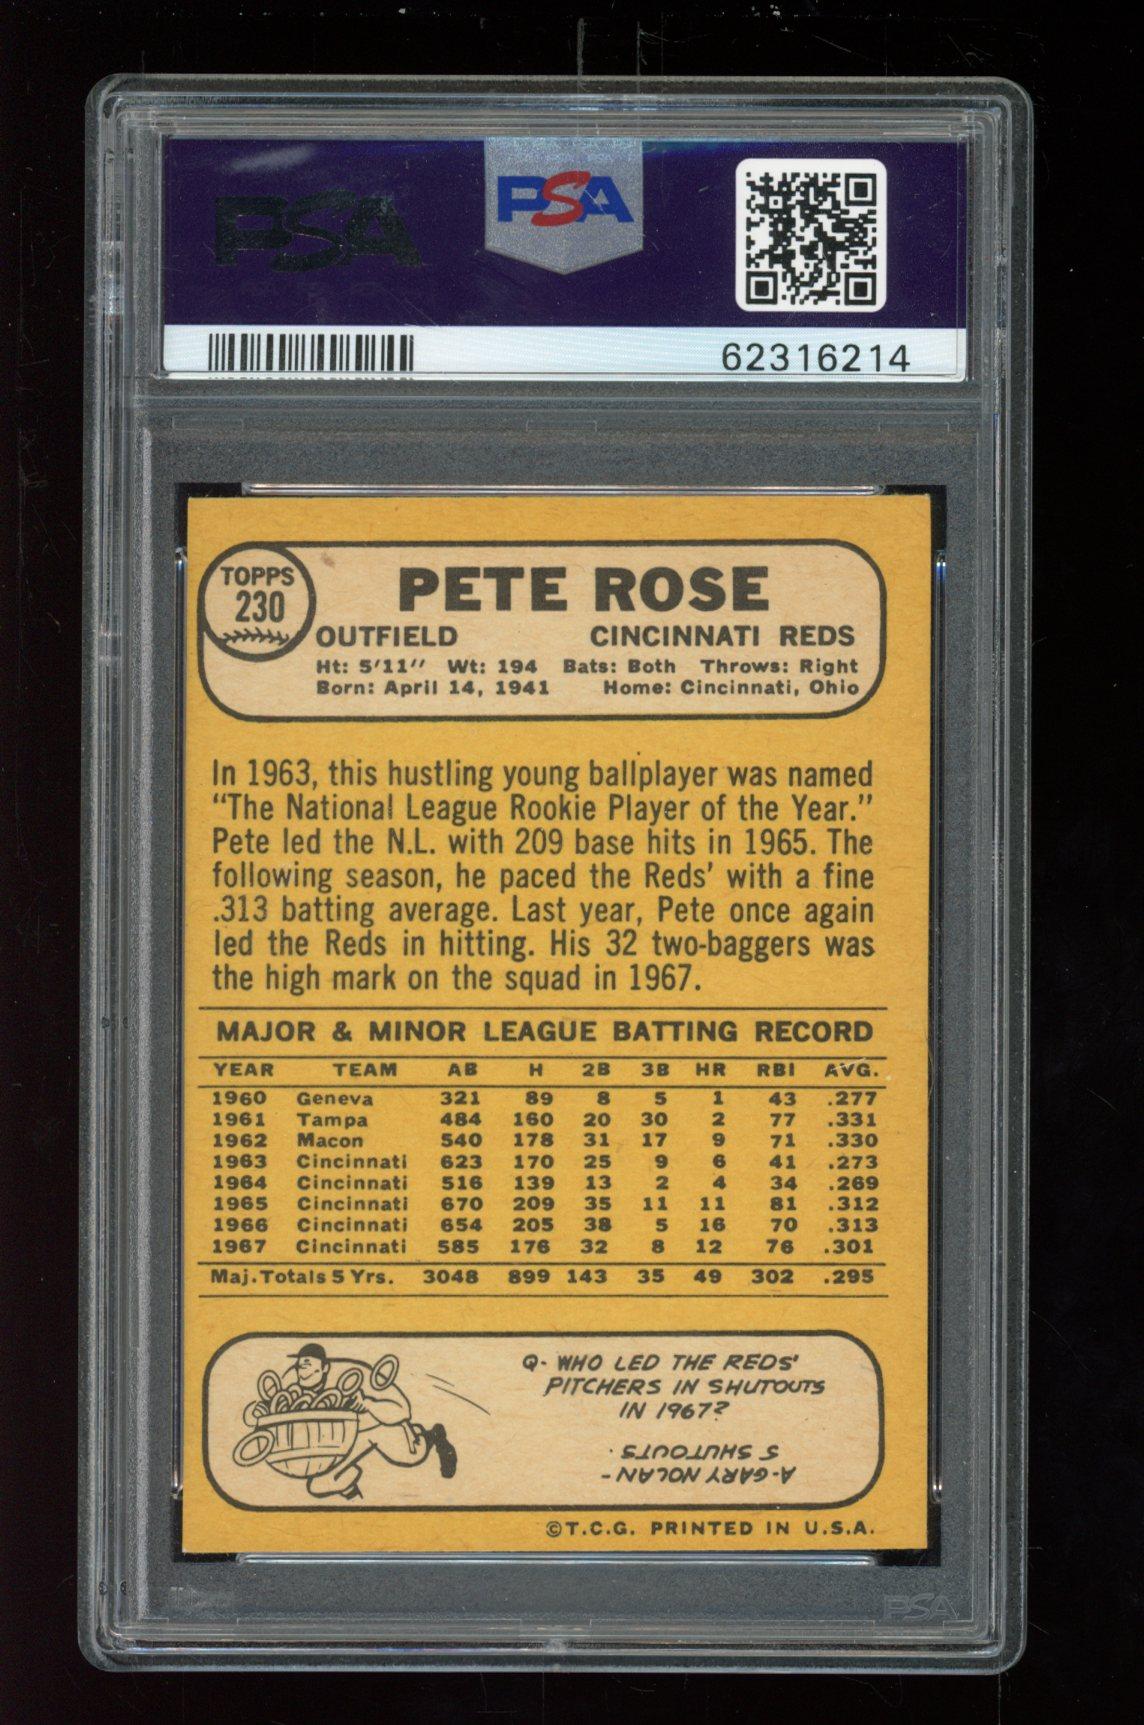 PSA
PSA
62316214
TOPPS
230
PETE ROSE
OUTFIELD CINCINNATI REDS
Ht: 5'11" Wt: 194 Bats: Both Throws: Right
Born: April 14, 1941 Home: Cincinnati, Ohio
In 1963, this hustling young ballplayer was named
"The National League Rookie Player of the Year."
Pete led the N.L. with 209 base hits in 1965. The
following season, he paced the Reds' with a fine
.313 batting average. Last year, Pete once again
led the Reds in hitting. His 32 two-baggers was
the high mark on the squad in 1967.
MAJOR & MINOR LEAGUE BATTING RECORD
YEAR TEAM AB H 2B 3B HR RBI AVG.
1960 Geneva 321 89 8 5 1 43 .277
1961 Tampa 484 160 20 30 2 77 .331
1962 Macon 540 178 31 17 9 71 .330
1963 Cincinnati 623 170 25 9 6 41 .273
1964 Cincinnati 516 139 13 2 4 34 .269
1965 Cincinnati 670 209 35 11 11 81 .312
1966 Cincinnati 654 205 38 5 16 70 .313
1967 Cincinnati 585 176 32 8 12 76 .301
Maj. Totals 5 Yrs. 3048 899 143 35 49 302 .295
Q- WHO LED THE REDS'
PITCHERS IN SHUTOUTS
IN 1967?
A-GARY NOLAN-
5 SHUTOUTS.
©T.C.G. PRINTED IN U.S.A.
PSA